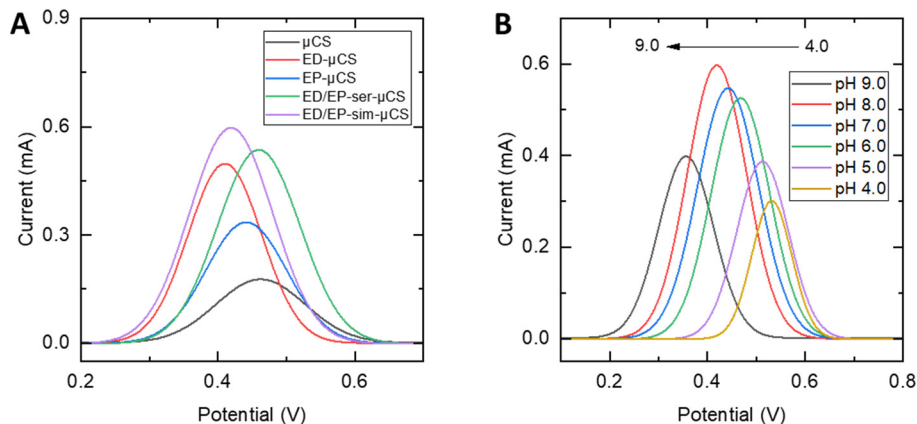 A
0.9
0.6
0.3
0.0
Current (mA)
μCS
ED-μCS
EP-μCS
ED/EP-ser-μCS
ED/EP-sim-μCS
0.2 0.4 0.6
Potential (V)
B
9.0 4.0
0.6
0.4
0.2
0.0
Current (mA)
pH 9.0
pH 8.0
pH 7.0
pH 6.0
pH 5.0
pH 4.0
0.2 0.4 0.6 0.8
Potential (V)